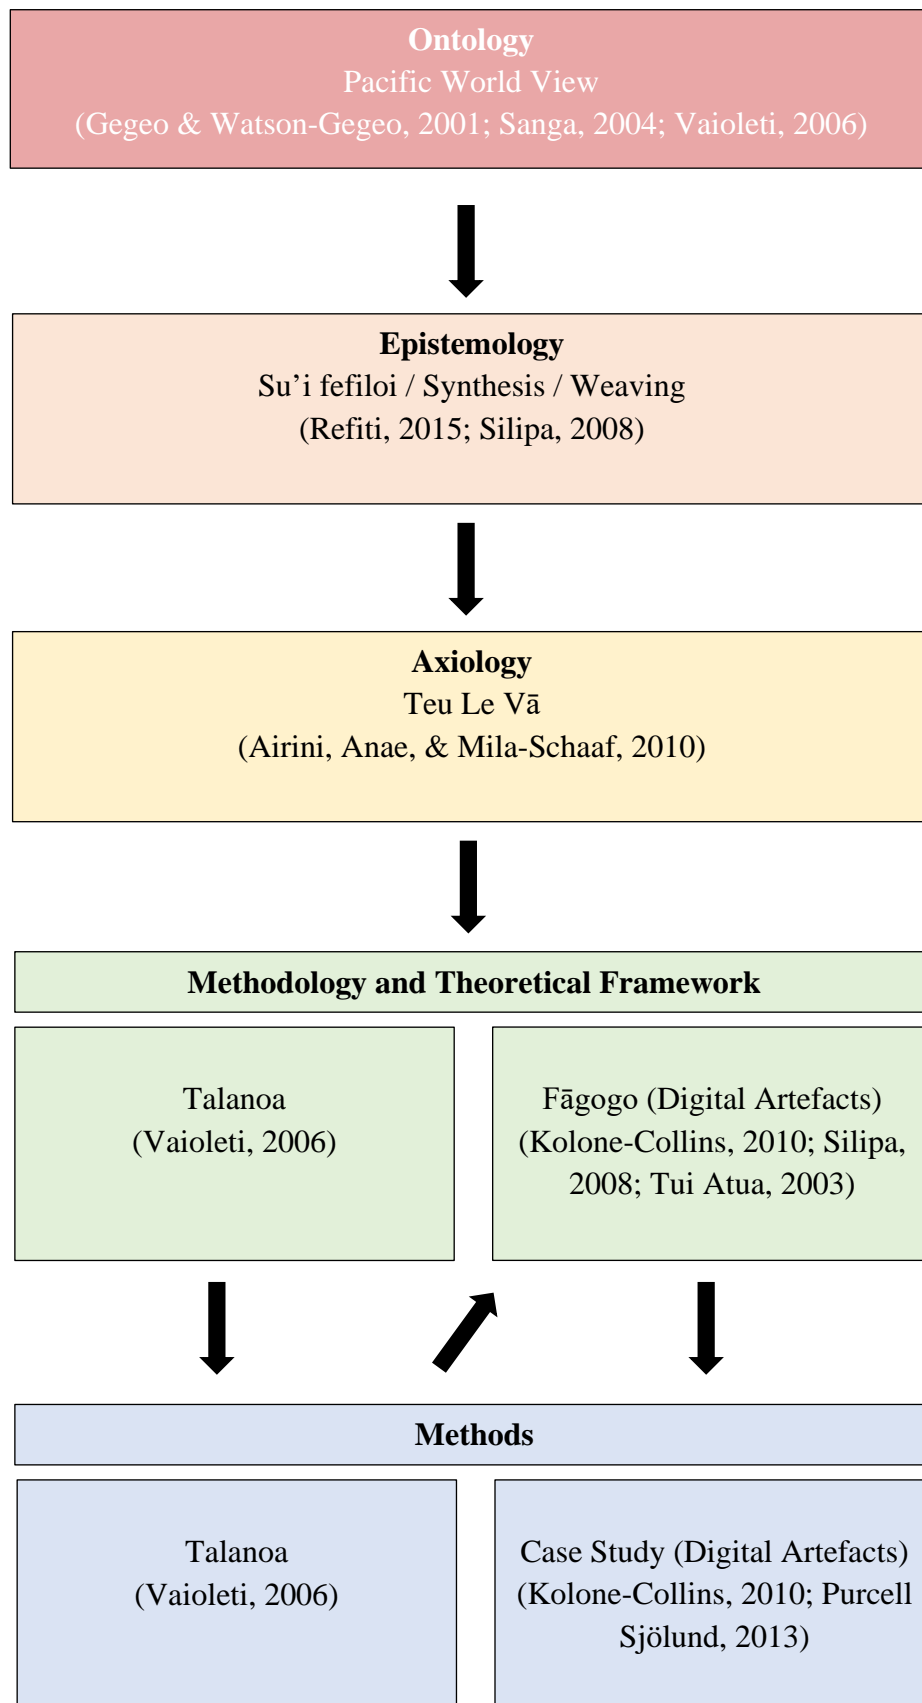 Ontology
Pacific World View
(Gegeo & Watson-Gegeo, 2001; Sanga, 2004; Vaioleti, 2006)
Epistemology
Su’i fefiloi / Synthesis / Weaving
(Refiti, 2015; Silipa, 2008)
Axiology
Teu Le Vā
(Airini, Anae, & Mila-Schaaf, 2010)
Methodology and Theoretical Framework
Talanoa
(Vaioleti, 2006)
Fāgogo (Digital Artefacts)
(Kolone-Collins, 2010; Silipa,
2008; Tui Atua, 2003)
Methods
Talanoa
(Vaioleti, 2006)
Case Study (Digital Artefacts)
(Kolone-Collins, 2010; Purcell
Sjölund, 2013)